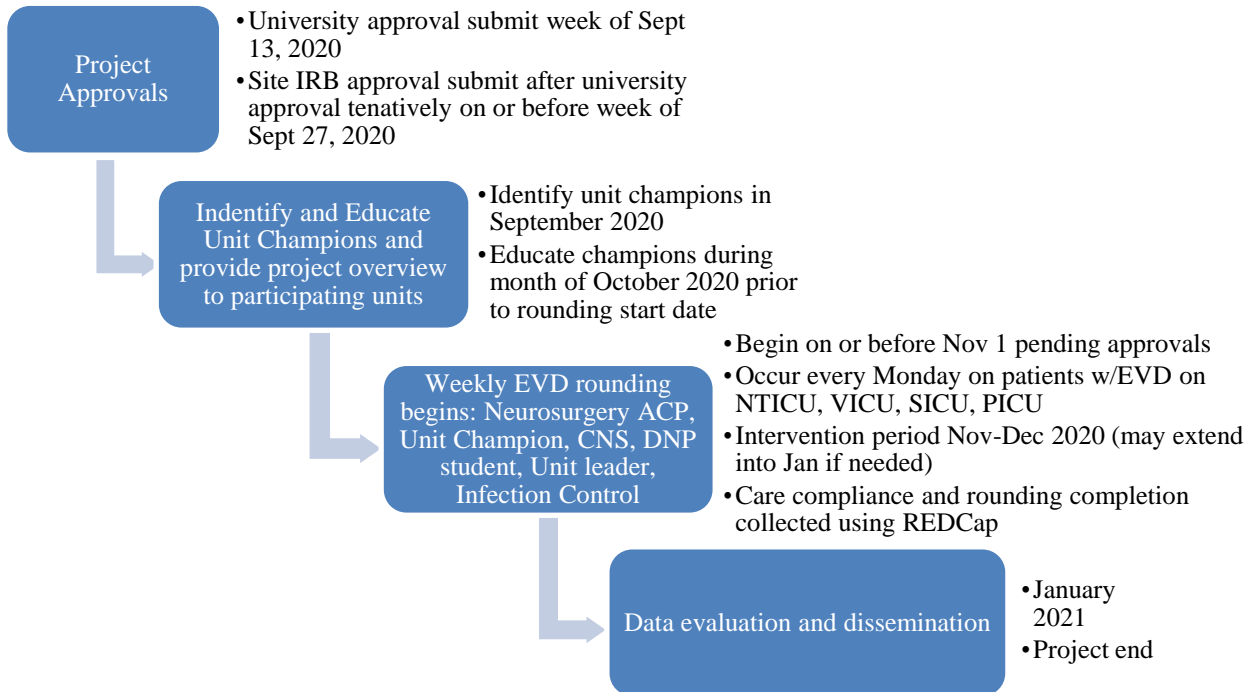 Project
Approvals
•University approval submit week of Sept
13, 2020
•Site IRB approval submit after university
approval tenatively on or before week of
Sept 27, 2020
Indentify and Educate
Unit Champions and
provide project overview
to participating units
•Identify unit champions in
September 2020
•Educate champions during
month of October 2020 prior
to rounding start date
Weekly EVD rounding
begins: Neurosurgery ACP,
Unit Champion, CNS, DNP
student, Unit leader,
Infection Control
•Begin on or before Nov 1 pending approvals
•Occur every Monday on patients w/EVD on
NTICU, VICU, SICU, PICU
•Intervention period Nov-Dec 2020 (may extend
into Jan if needed)
•Care compliance and rounding completion
collected using REDCap
Data evaluation and dissemination
•January
2021
•Project end